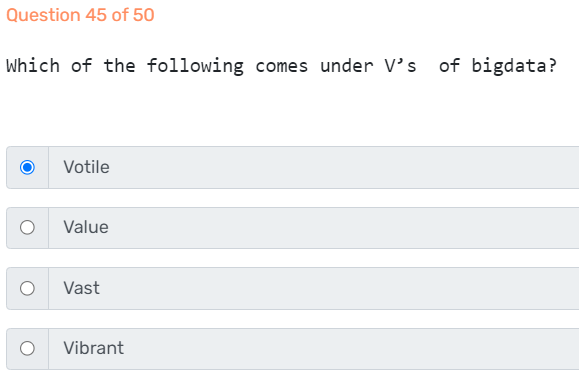 Question 45 of 50
Which of the following comes under V’s  of bigdata?
Votile
Value
Vast
Vibrant